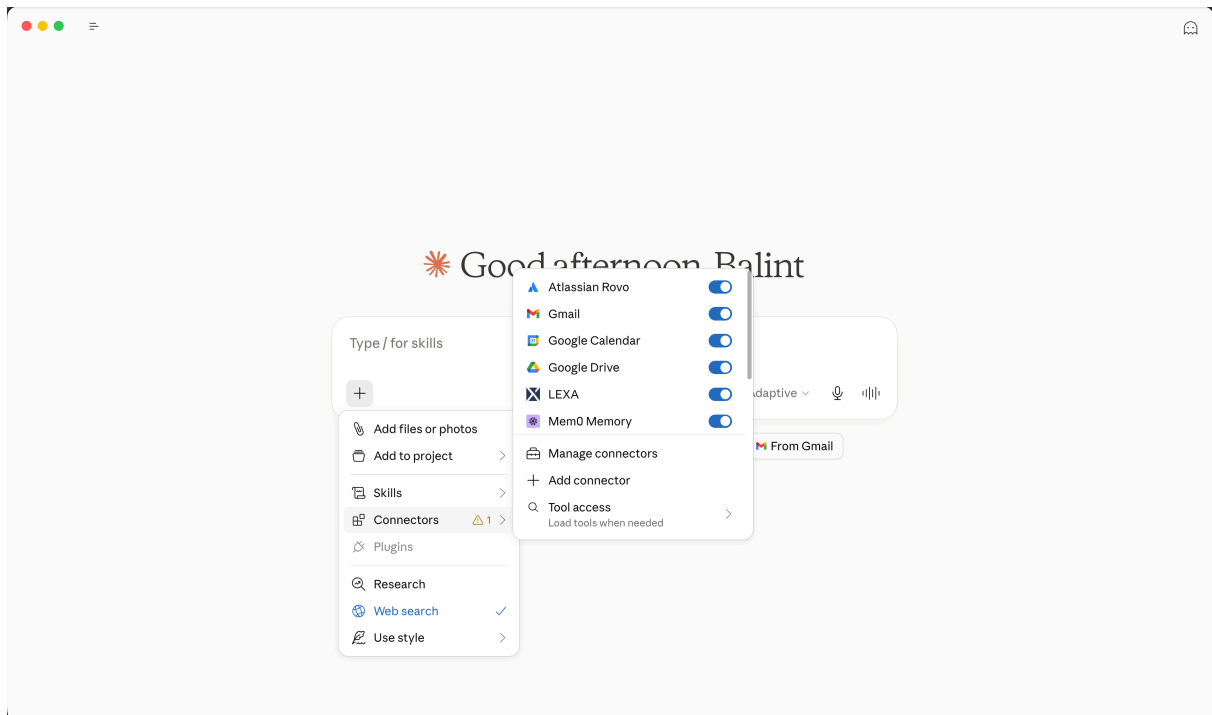 Good afternoon, Balint
Type / for skills
Adaptive
Add files or photos
Add to project
Skills
Connectors 1
Plugins
Research
Web search
Use style
Atlassian Rovo
Gmail
Google Calendar
Google Drive
LEXA
Mem0 Memory
Manage connectors
Add connector
Tool access
Load tools when needed
From Gmail